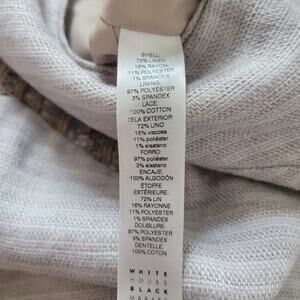 SHELL:
72% LINEN
16% RAYON
11% POLYESTER
1% SPANDEX
LINING:
97% POLYESTER
3% SPANDEX
LACE:
100% COTTON
TELA EXTERIOR:
72% LINO
16% viscosa
11% poliéster
1% elastano
FORRO:
97% poliéster
3% elastano
ENCAJE:
100% ALGODÓN
ETOFFE
EXTÉRIEURE:
72% LIN
16% RAYONNE
11% POLYESTER
1% SPANDEX
DOUBLURE:
97% POLYESTER
3% SPANDEX
DENTELLE:
100% COTON
WHITE
HOUSE
BLACK
MARKET